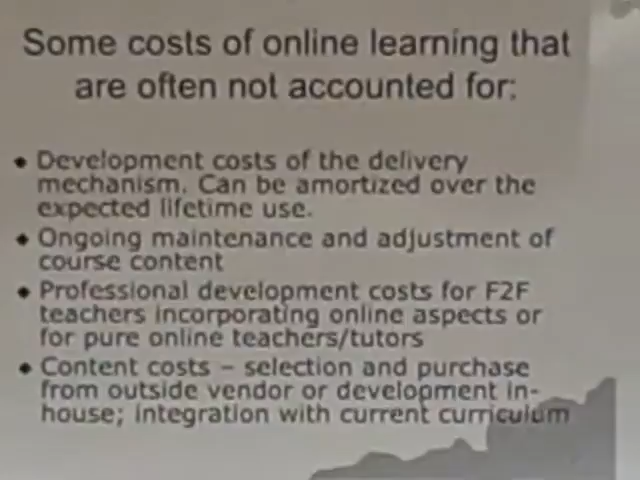 Some costs of online learning that
are often not accounted for:
◆ Development costs of the delivery
mechanism. Can be amortized over the
expected lifetime use.
◆ Ongoing maintenance and adjustment of
course content
◆ Professional development costs for F2F
teachers incorporating online aspects or
for pure online teachers/tutors
◆ Content costs – selection and purchase
from outside vendor or development in-
house; integration with current curriculum